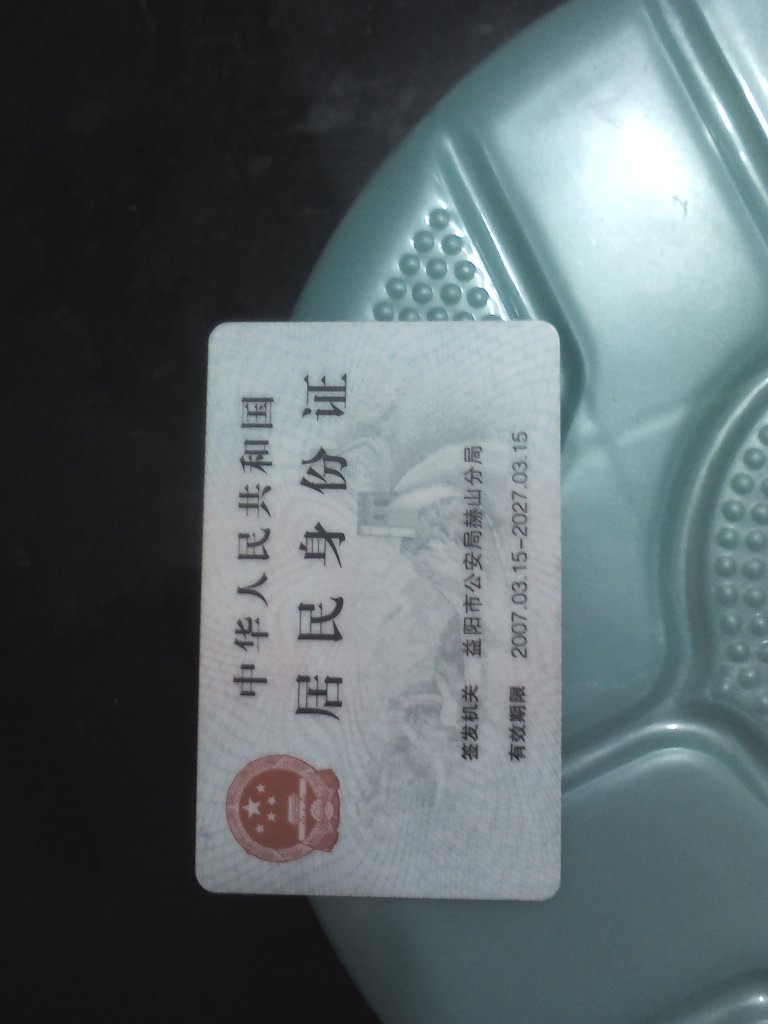 中华人民共和国
居民身份证
签发机关 益阳市公安局赫山分局
有效期限 2007.03.15-2027.03.15